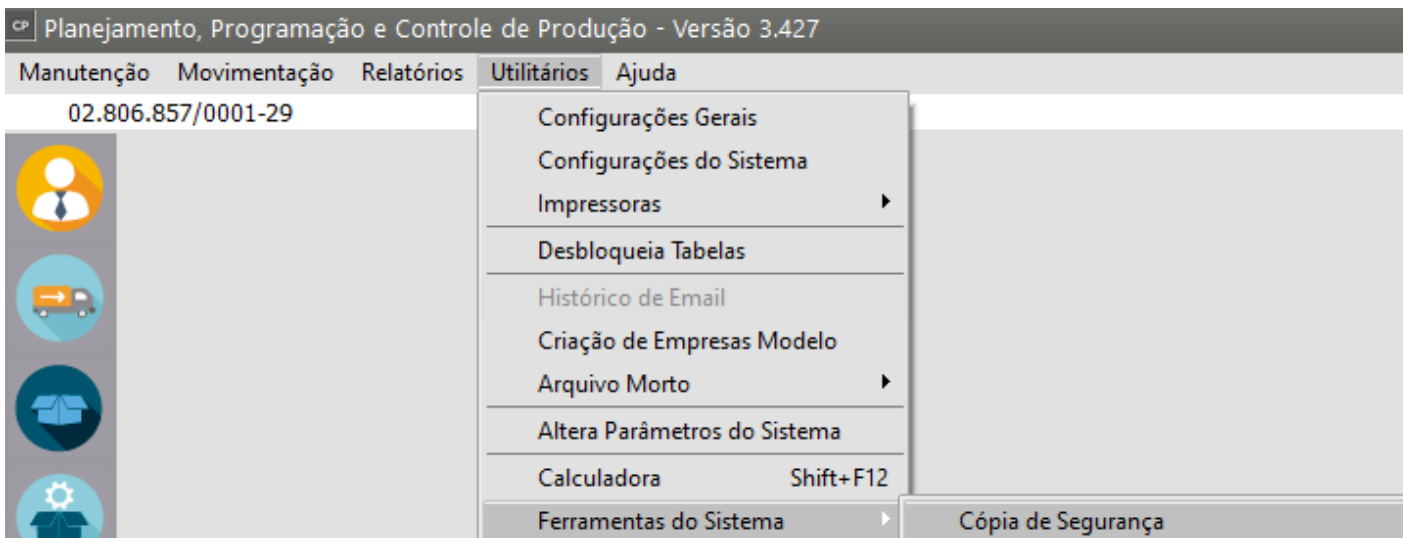 CP Planejamento, Programação e Controle de Produção - Versão 3.427
Manutenção Movimentação Relatórios Utilitários Ajuda
02.806.857/0001-29
Configurações Gerais
Configurações do Sistema
Impressoras
Desbloqueia Tabelas
Histórico de Email
Criação de Empresas Modelo
Arquivo Morto
Altera Parâmetros do Sistema
Calculadora Shift+F12
Ferramentas do Sistema Cópia de Segurança